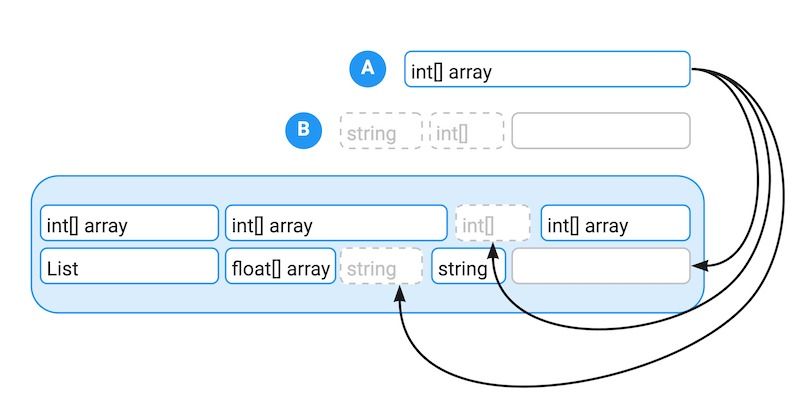 A
int[] array
B
string int[]
int[] array int[] array int[] int[] array
List float[] array string string